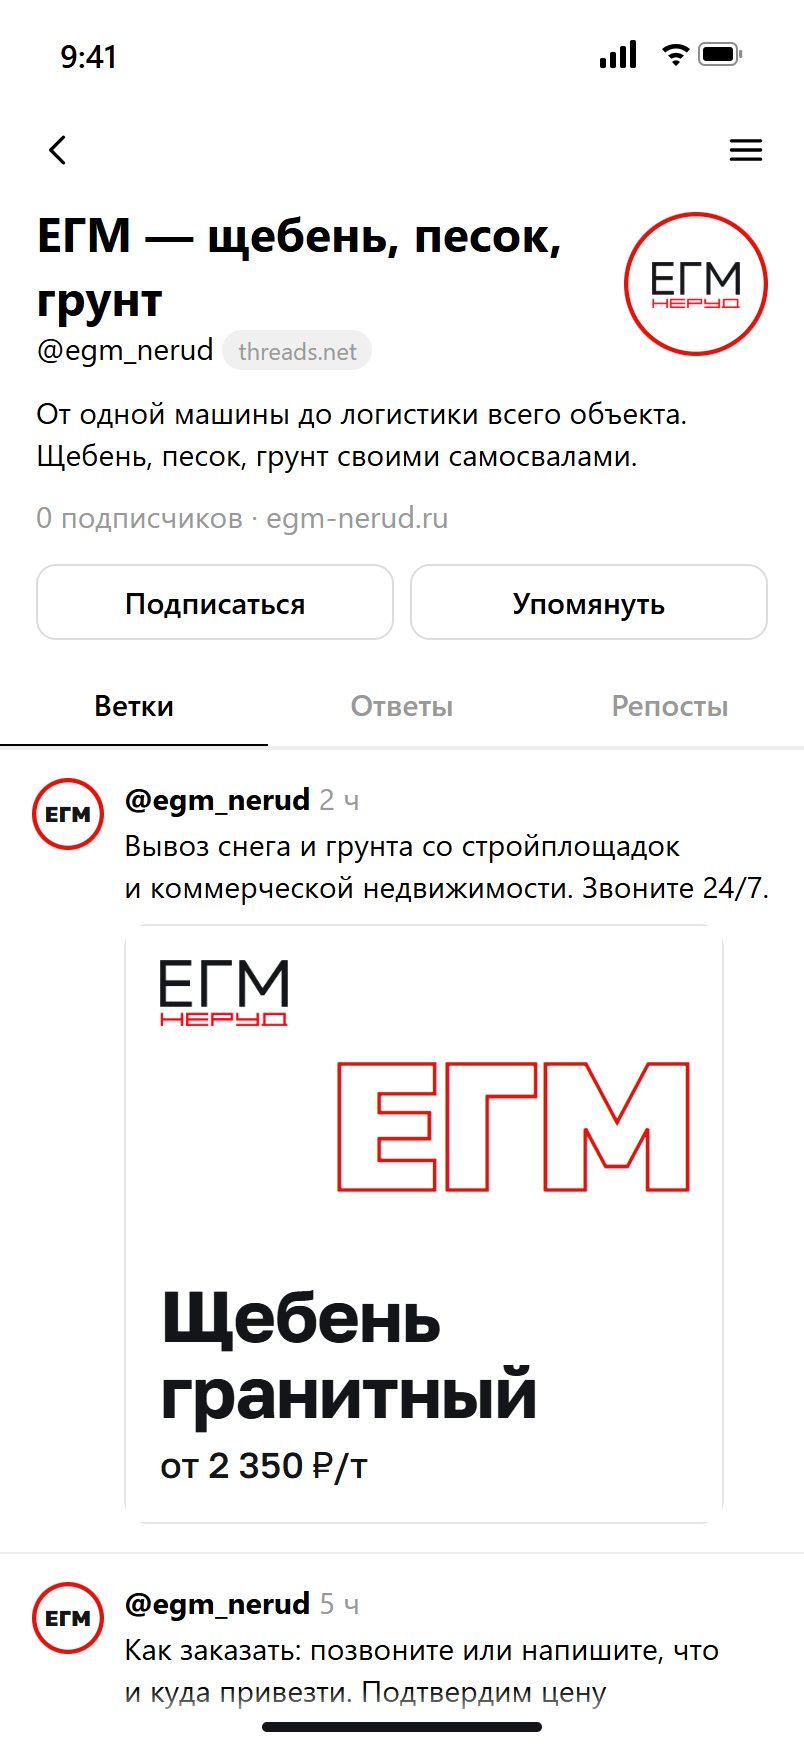 9:41
ЕГМ — щебень, песок,
грунт
ЕГМ
НЕРУД
@egm_nerud threads.net
От одной машины до логистики всего объекта.
Щебень, песок, грунт своими самосвалами.
0 подписчиков · egm-nerud.ru
Подписаться
Упомянуть
Ветки
Ответы
Репосты
ЕГМ
@egm_nerud 2 ч
Вывоз снега и грунта со стройплощадок
и коммерческой недвижимости. Звоните 24/7.
ЕГМ
НЕРУД
ЕГМ
Щебень
гранитный
от 2 350 ₽/т
ЕГМ
@egm_nerud 5 ч
Как заказать: позвоните или напишите, что
и куда привезти. Подтвердим цену